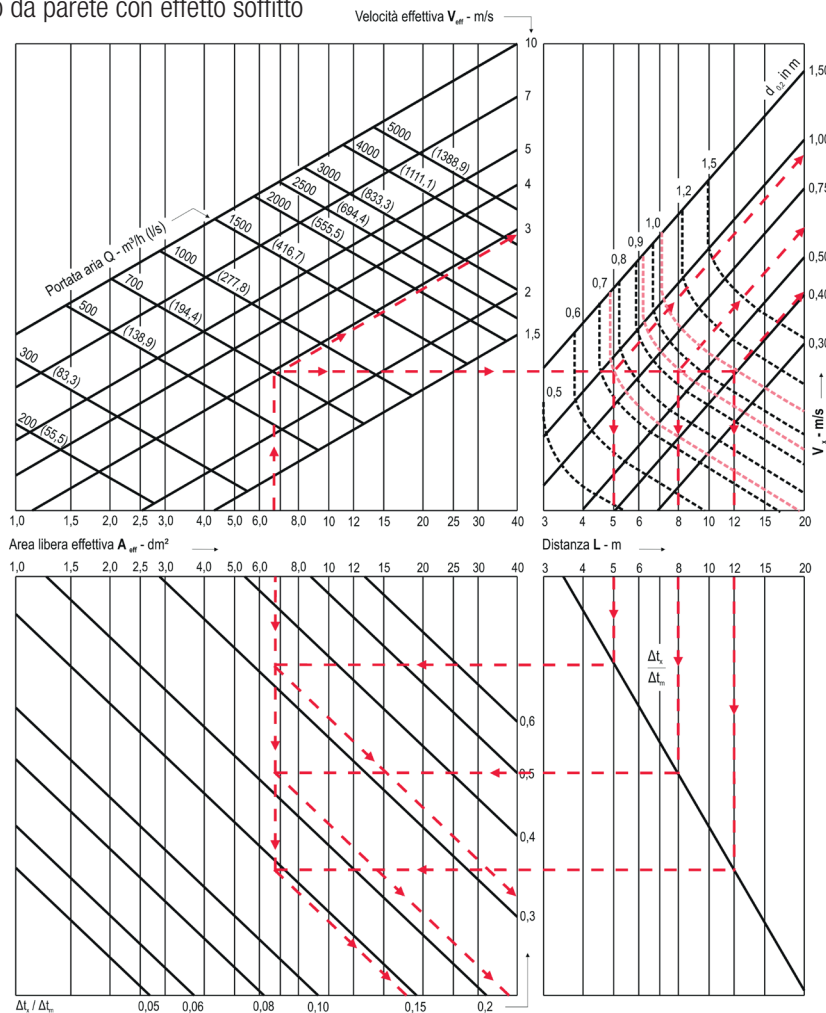 o da parete con effetto soffitto
Velocità effettiva V eff - m/s
10
7
5
4
3
2
1,5
Portata aria Q - m³/h (l/s)
5000 (1388,9)
4000 (1111,1)
3000 (833,3)
2500 (694,4)
2000 (555,5)
1500 (416,7)
1000 (277,8)
700 (194,4)
500 (138,9)
300 (83,3)
200 (55,5)
1,0 1,5 2,0 2,5 3,0 4,0 5,0 6,0 8,0 10 12 15 20 25 30 40
Area libera effettiva A eff - dm²
d 0,2 in m
1,5
1,2
1,0
0,9
0,8
0,7
0,6
0,5
1,50
1,00
0,75
0,50
0,40
0,30
V x - m/s
3 4 5 6 7 8 10 12 15 20
Distanza L - m
1,0 1,5 2,0 2,5 3,0 4,0 5,0 6,0 8,0 10 12 15 20 25 30 40
0,6
0,5
0,4
0,3
Δtx / Δtm
0,05 0,06 0,08 0,10 0,15 0,2
3 4 5 6 7 8 10 12 15 20
Δtx
Δtm